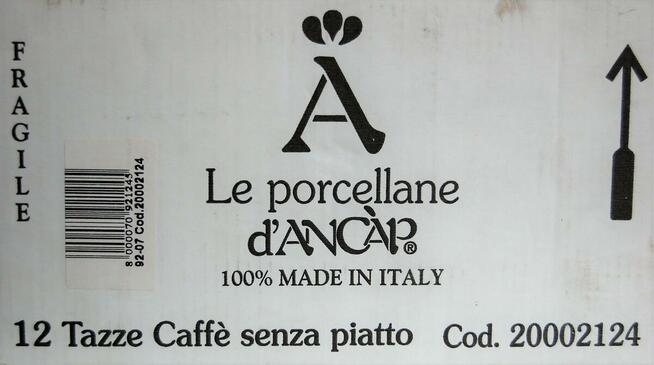 FRAGILE
À
Le porcellane
d'ANCÀP®
100% MADE IN ITALY
8 000070 921245
92-07 Cod.20002124
12 Tazze Caffè senza piatto Cod. 20002124